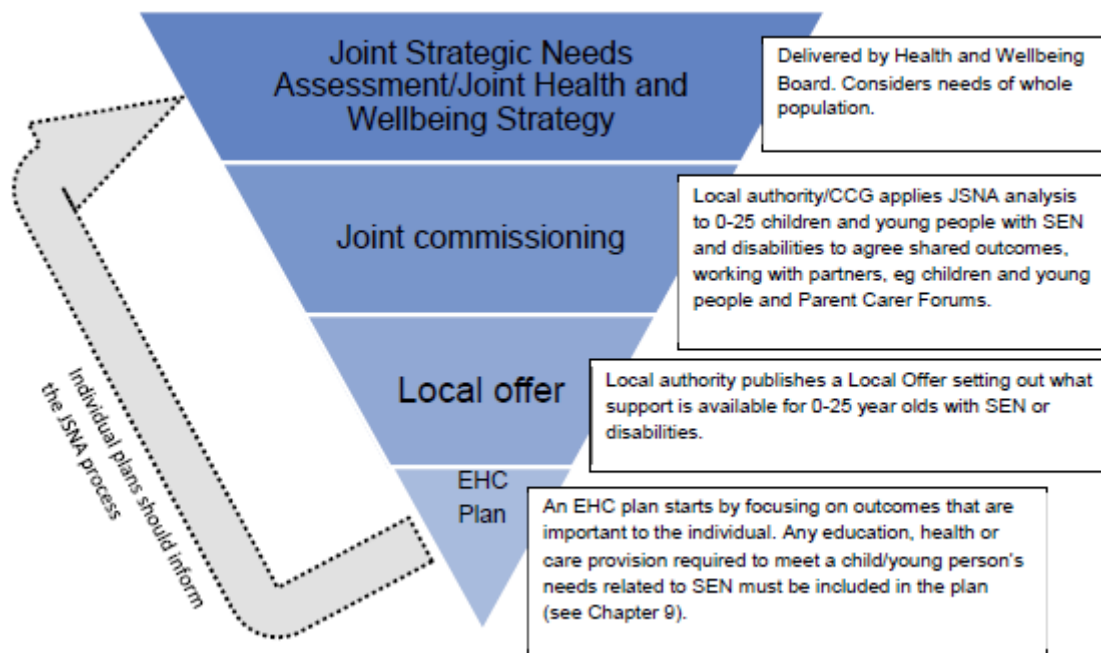 Joint Strategic Needs
Assessment/Joint Health and
Wellbeing Strategy
Delivered by Health and Wellbeing
Board. Considers needs of whole
population.
Joint commissioning
Local authority/CCG applies JSNA analysis
to 0-25 children and young people with SEN
and disabilities to agree shared outcomes,
working with partners, eg children and young
people and Parent Carer Forums.
Local offer
Local authority publishes a Local Offer setting out what
support is available for 0-25 year olds with SEN or
disabilities.
EHC
Plan
An EHC plan starts by focusing on outcomes that are
important to the individual. Any education, health or
care provision required to meet a child/young person's
needs related to SEN must be included in the plan
(see Chapter 9).
Individual plans should inform
the JSNA process